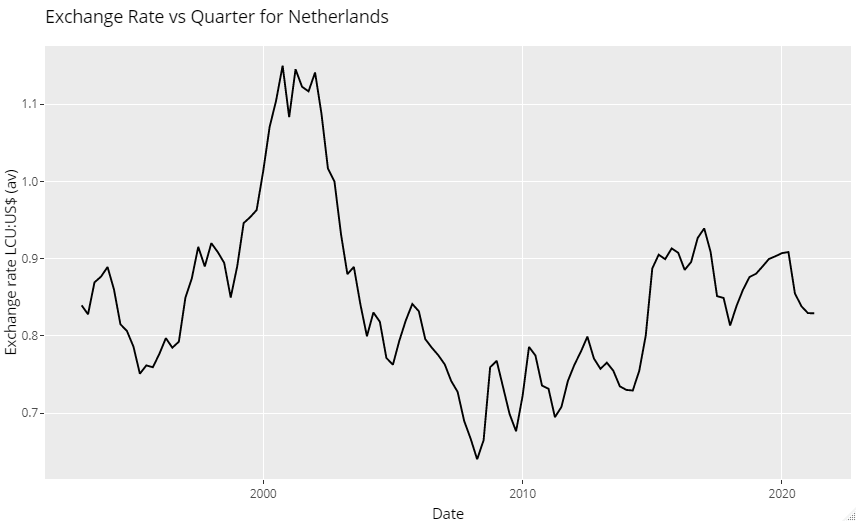 Exchange Rate vs Quarter for Netherlands
Exchange rate LCU:US$ (av)
1.1
1.0
0.9
0.8
0.7
2000
2010
2020
Date